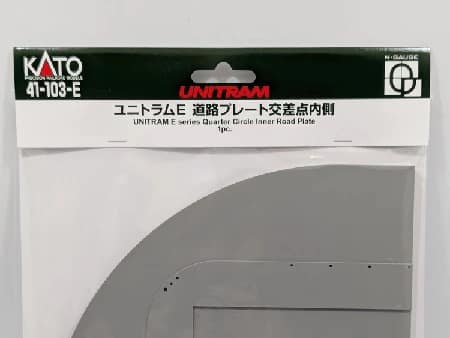 KATO
PRECISION RAILROAD MODELS
41-103-E
UNITRAM
N-GAUGE
ユニトラムE 道路プレート交差点内側
UNITRAM E series Quarter Circle Inner Road Plate
1pc.